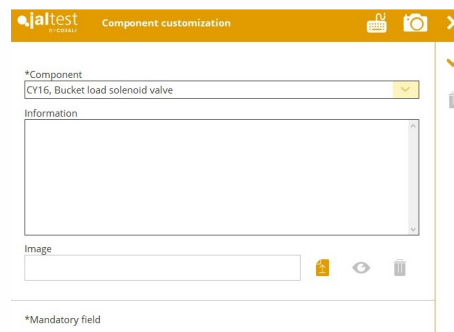 jaltest Component customization
BY COJALI
*Component
CY16, Bucket load solenoid valve
Information
Image
*Mandatory field